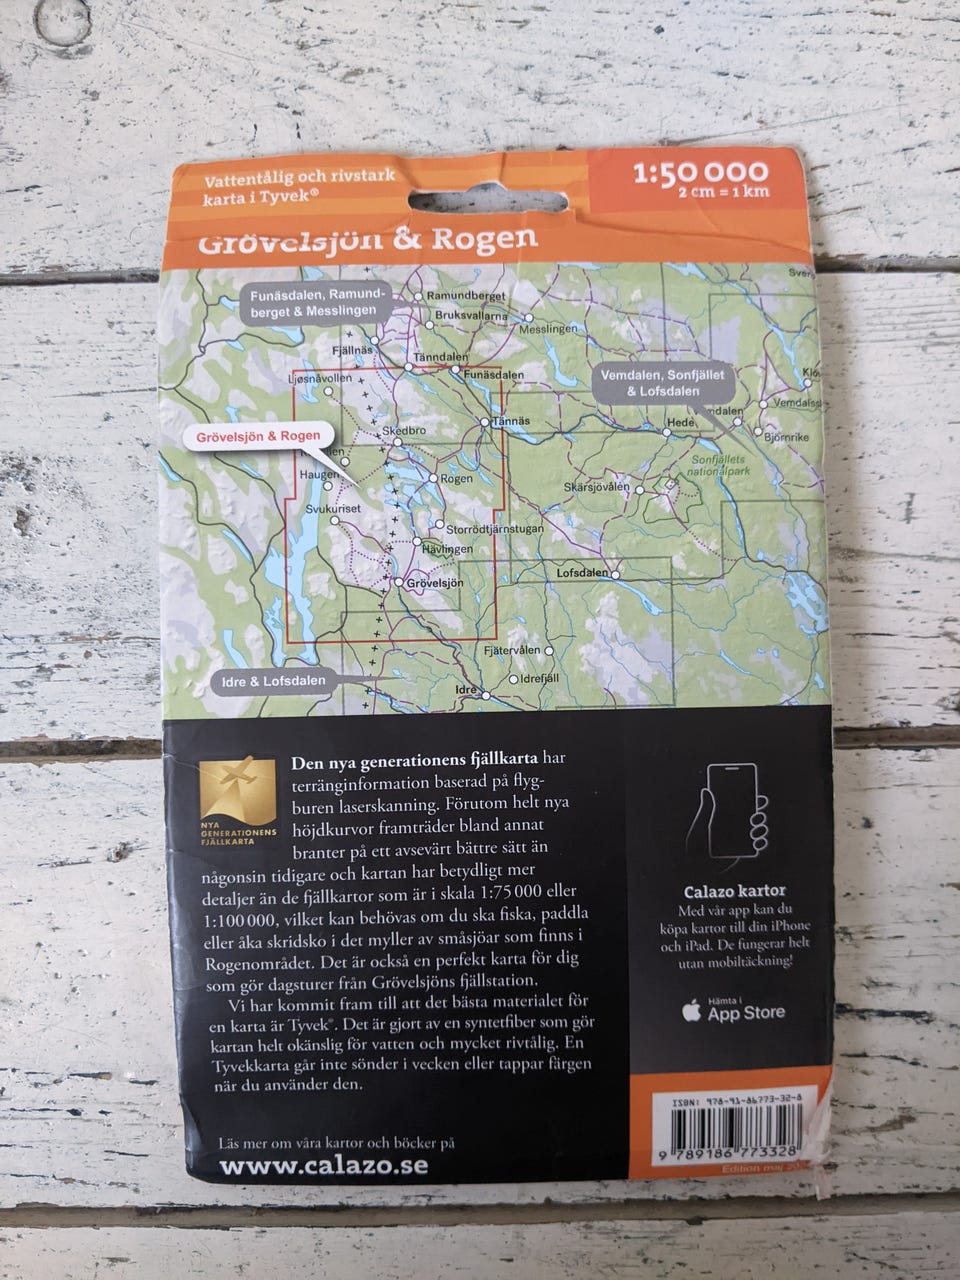 Vattentålig och rivstark
karta i Tyvek®
1:50 000
2 cm = 1 km
Grövelsjön & Rogen
Funäsdalen, Ramund-
berget & Messlingen
Ramundberget
Bruksvallarna
Messlingen
Fjällnäs
Tänndalen
Funäsdalen
Ljøsnåvollen
Vemdalen, Sonfjället
& Lofsdalen
Vemdalss
Tännäs
Hede
Björnrike
Skedbro
Grövelsjön & Rogen
Sonfjällets
nationalpark
Haugen
Rogen
Skärsjövålen
Svukuriset
Storrödtjärnstugan
Hävlingen
Lofsdalen
Grövelsjön
Fjätervålen
Idre & Lofsdalen
Idrefjäll
Idre
NYA
GENERATIONENS
FJÄLLKARTA
Den nya generationens fjällkarta har
terränginformation baserad på flyg-
buren laserskanning. Förutom helt nya
höjdkurvor framträder bland annat
branter på ett avsevärt bättre sätt än
någonsin tidigare och kartan har betydligt mer
detaljer än de fjällkartor som är i skala 1:75 000 eller
1:100 000, vilket kan behövas om du ska fiska, paddla
eller åka skridsko i det myller av småsjöar som finns i
Rogenområdet. Det är också en perfekt karta för dig
som gör dagsturer från Grövelsjöns fjällstation.
Vi har kommit fram till att det bästa materialet för
en karta är Tyvek®. Det är gjort av en syntetfiber som gör
kartan helt okänslig för vatten och mycket rivtålig. En
Tyvekkarta går inte sönder i vecken eller tappar färgen
när du använder den.
Läs mer om våra kartor och böcker på
www.calazo.se
Calazo kartor
Med vår app kan du
köpa kartor till din iPhone
och iPad. De fungerar helt
utan mobiltäckning!
Hämta i
App Store
ISBN: 978-91-86773-32-8
9 789186 773328
Edition maj